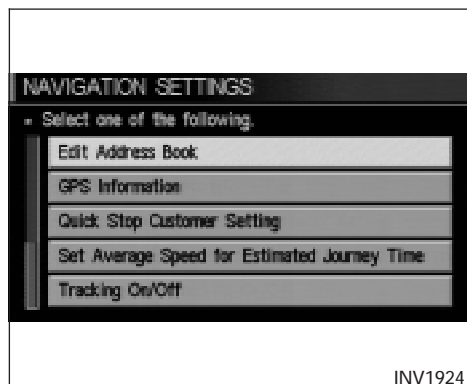 NAVIGATION SETTINGS
Select one of the following.
Edit Address Book
GPS Information
Quick Stop Customer Setting
Set Average Speed for Estimated Journey Time
Tracking On/Off
INV1924